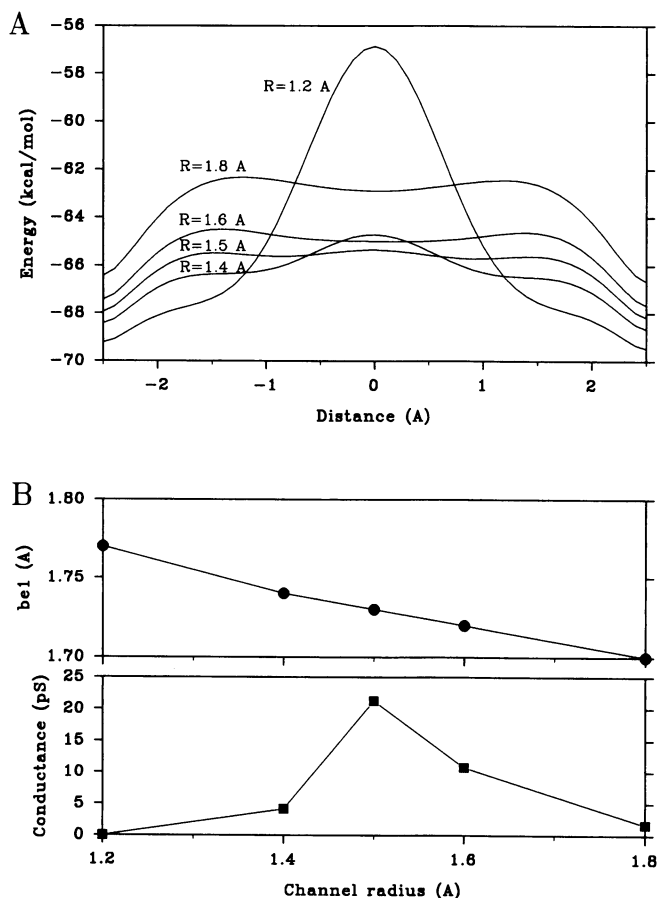 A
Energy (kcal/mol)
-56
-58
-60
-62
-64
-66
-68
-70
R=1.2 A
R=1.8 A
R=1.6 A
R=1.5 A
R=1.4 A
-2
-1
0
1
2
Distance (A)
B
be1 (A)
1.80
1.75
1.70
Conductance (pS)
25
20
15
10
5
0
1.2
1.4
1.6
1.8
Channel radius (A)